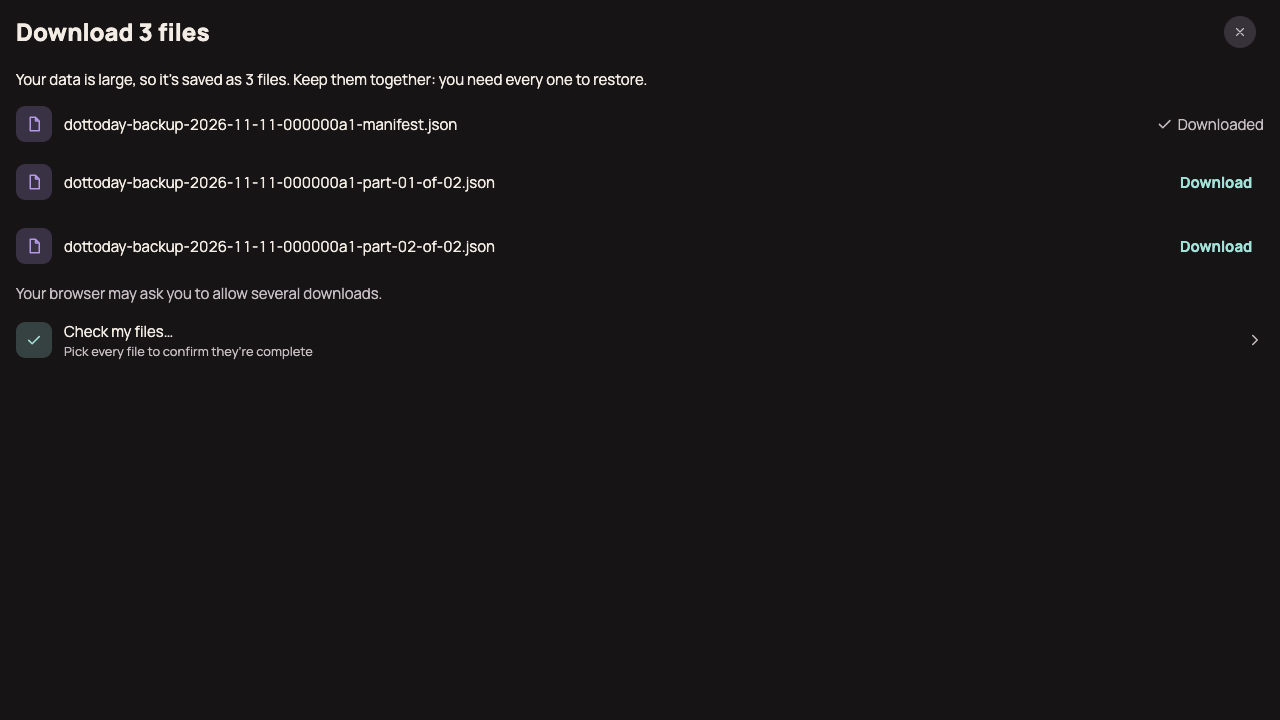 Download 3 files
Your data is large, so it's saved as 3 files. Keep them together: you need every one to restore.
dottoday-backup-2026-11-11-000000a1-manifest.json
Downloaded
dottoday-backup-2026-11-11-000000a1-part-01-of-02.json
Download
dottoday-backup-2026-11-11-000000a1-part-02-of-02.json
Download
Your browser may ask you to allow several downloads.
Check my files…
Pick every file to confirm they're complete